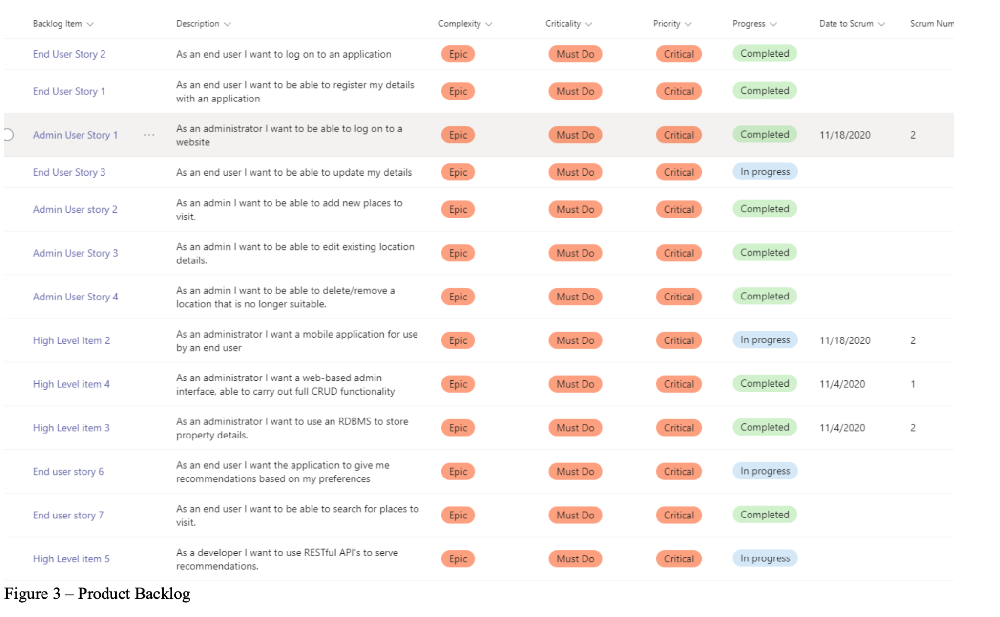 Backlog Item Description Complexity Criticality Priority Progress Date to Scrum Scrum Num
End User Story 2 As an end user I want to log on to an application Epic Must Do Critical Completed
End User Story 1 As an end user I want to be able to register my details
with an application Epic Must Do Critical Completed
Admin User Story 1 ... As an administrator I want to be able to log on to a
website Epic Must Do Critical Completed 11/18/2020 2
End User Story 3 As an end user I want to be able to update my details Epic Must Do Critical In progress
Admin User story 2 As an admin I want to be able to add new places to
visit. Epic Must Do Critical Completed
Admin User Story 3 As an admin I want to be able to edit existing location
details. Epic Must Do Critical Completed
Admin User Story 4 As an admin I want to be able to delete/remove a
location that is no longer suitable. Epic Must Do Critical Completed
High Level Item 2 As an administrator I want a mobile application for use
by an end user Epic Must Do Critical In progress 11/18/2020 2
High Level item 4 As an administrator I want a web-based admin
interface, able to carry out full CRUD functionality Epic Must Do Critical Completed 11/4/2020 1
High Level item 3 As an administrator I want to use an RDBMS to store
property details. Epic Must Do Critical Completed 11/4/2020 2
End user story 6 As an end user I want the application to give me
recommendations based on my preferences Epic Must Do Critical In progress
End user story 7 As an end user I want to be able to search for places to
visit. Epic Must Do Critical Completed
High Level item 5 As a developer I want to use RESTful API's to serve
recommendations. Epic Must Do Critical In progress
Figure 3 – Product Backlog